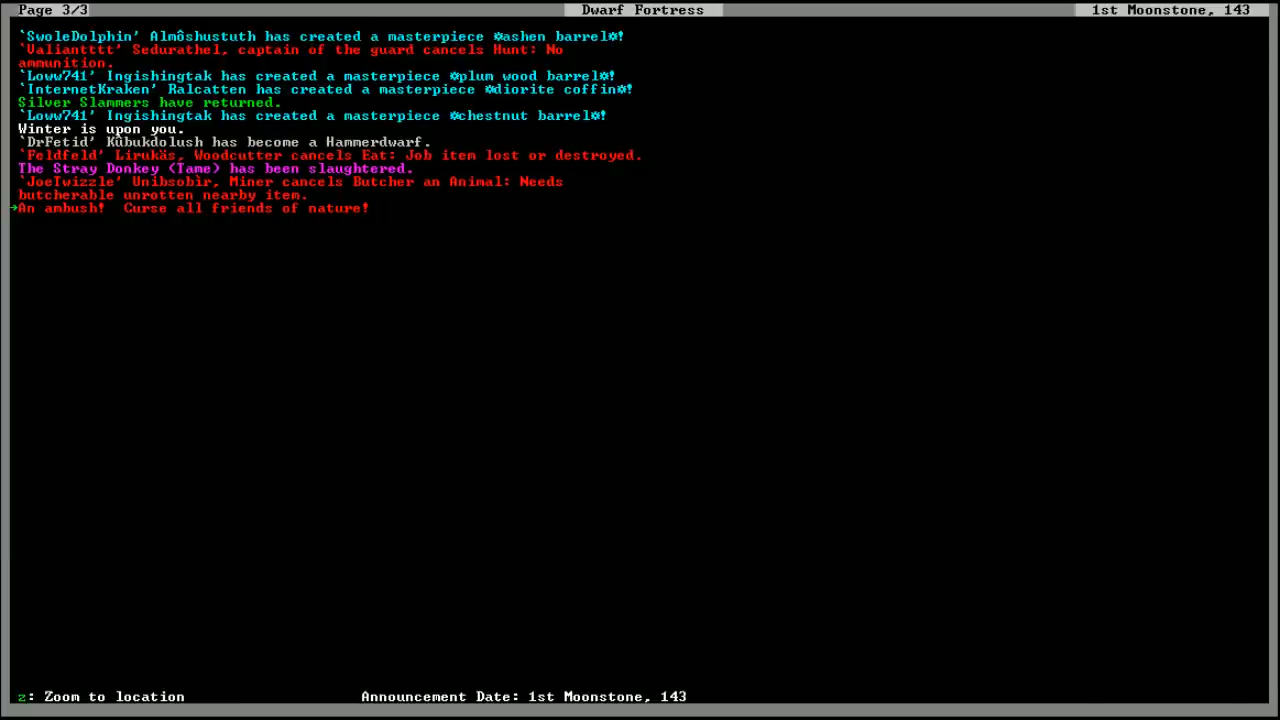 Page 3/3 Dwarf Fortress 1st Moonstone, 143
`SwoleDolphin' Almôshustuth has created a masterpiece ☼ashen barrel☼!
`Valiantttt' Sedurathel, captain of the guard cancels Hunt: No
ammunition.
`Loww741' Ingishingtak has created a masterpiece ☼plum wood barrel☼!
`InternetKraken' Ralcatten has created a masterpiece ☼diorite coffin☼!
Silver Slammers have returned.
`Loww741' Ingishingtak has created a masterpiece ☼chestnut barrel☼!
Winter is upon you.
`DrFetid' Kûbukdolush has become a Hammerdwarf.
`Feldfeld' Lirukäs, Woodcutter cancels Eat: Job item lost or destroyed.
The Stray Donkey (Tame) has been slaughtered.
`JoeTwizzle' Unibsobìr, Miner cancels Butcher an Animal: Needs
butcherable unrotten nearby item.
→An ambush! Curse all friends of nature!
z: Zoom to location Announcement Date: 1st Moonstone, 143